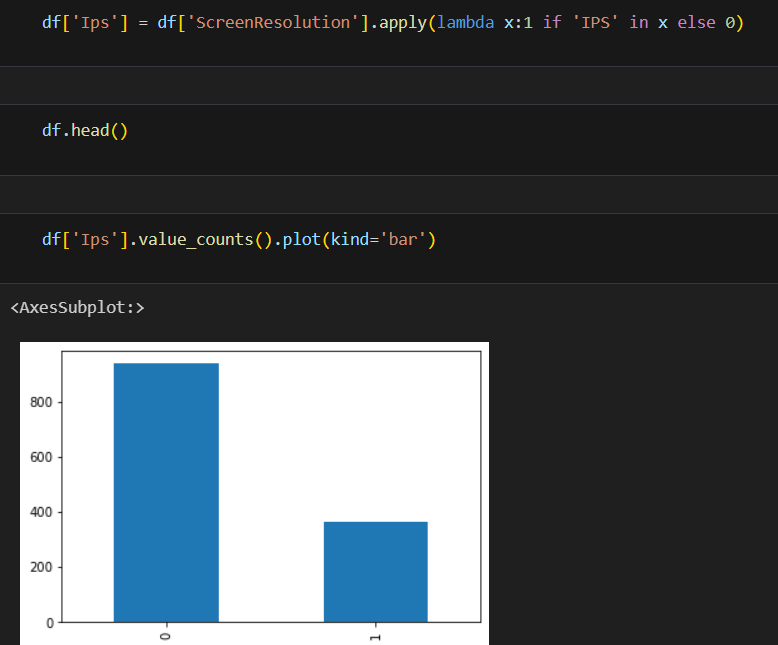 df['Ips'] = df['ScreenResolution'].apply(lambda x:1 if 'IPS' in x else 0)
df.head()
df['Ips'].value_counts().plot(kind='bar')
<AxesSubplot:>
800
600
400
200
0
0 1